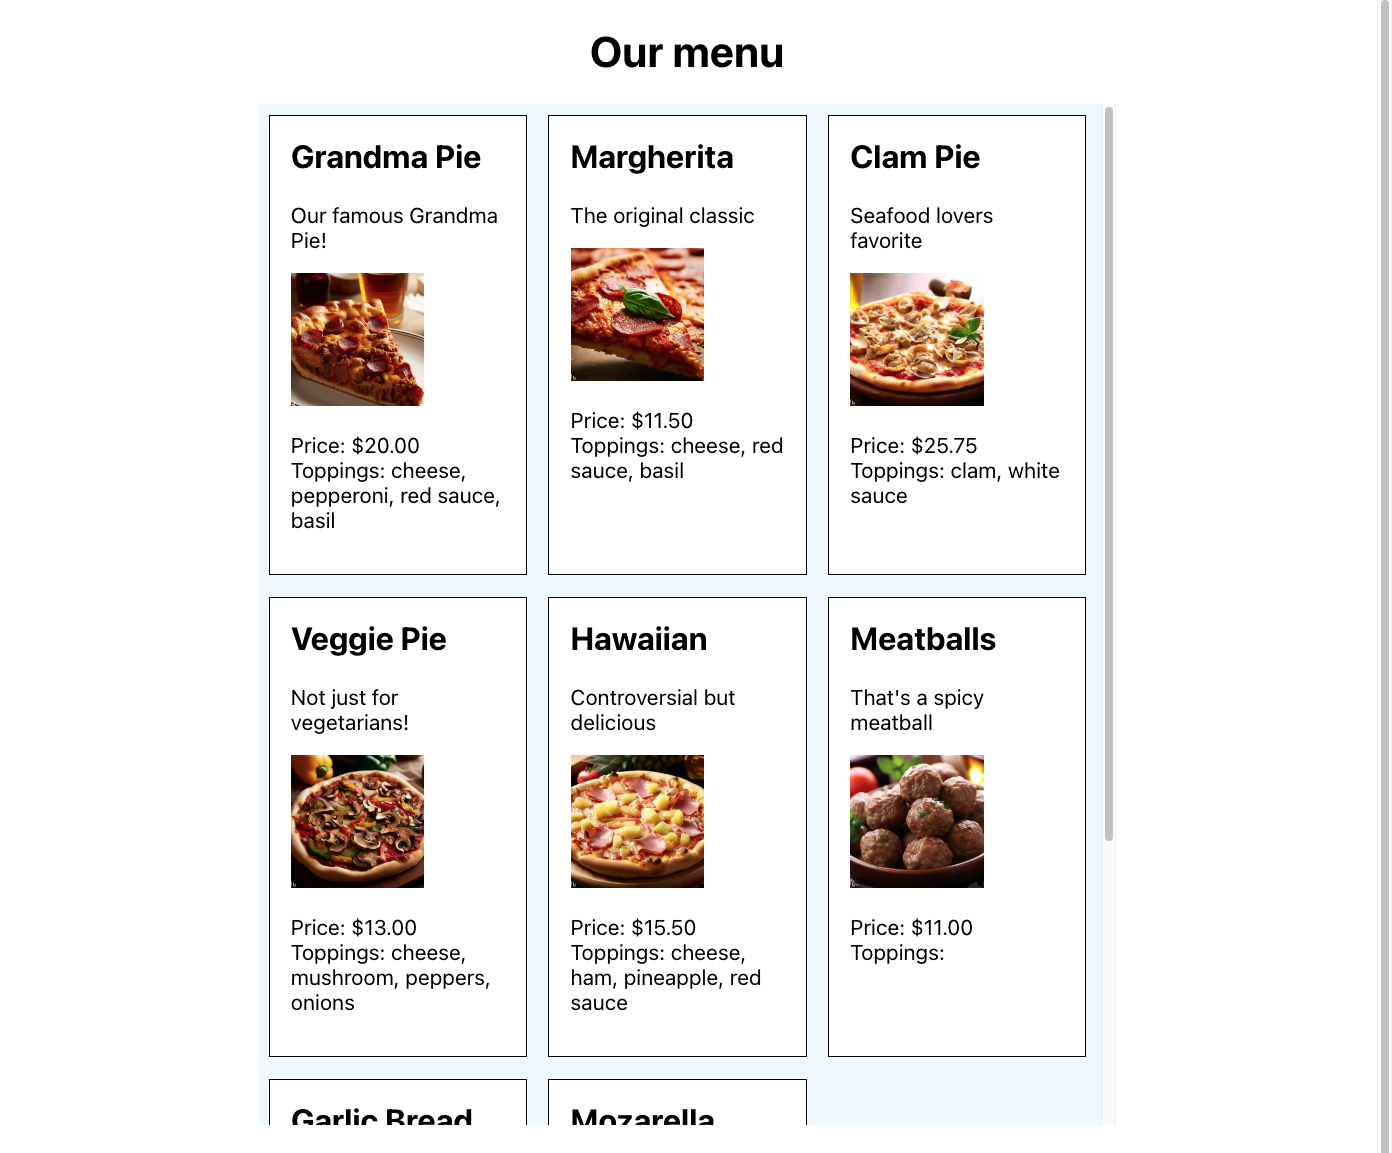 Our menu
Grandma Pie
Our famous Grandma
Pie!
Price: $20.00
Toppings: cheese,
pepperoni, red sauce,
basil
Margherita
The original classic
Price: $11.50
Toppings: cheese, red
sauce, basil
Clam Pie
Seafood lovers
favorite
Price: $25.75
Toppings: clam, white
sauce
Veggie Pie
Not just for
vegetarians!
Price: $13.00
Toppings: cheese,
mushroom, peppers,
onions
Hawaiian
Controversial but
delicious
Price: $15.50
Toppings: cheese,
ham, pineapple, red
sauce
Meatballs
That's a spicy
meatball
Price: $11.00
Toppings:
Garlic Bread
Mozarella